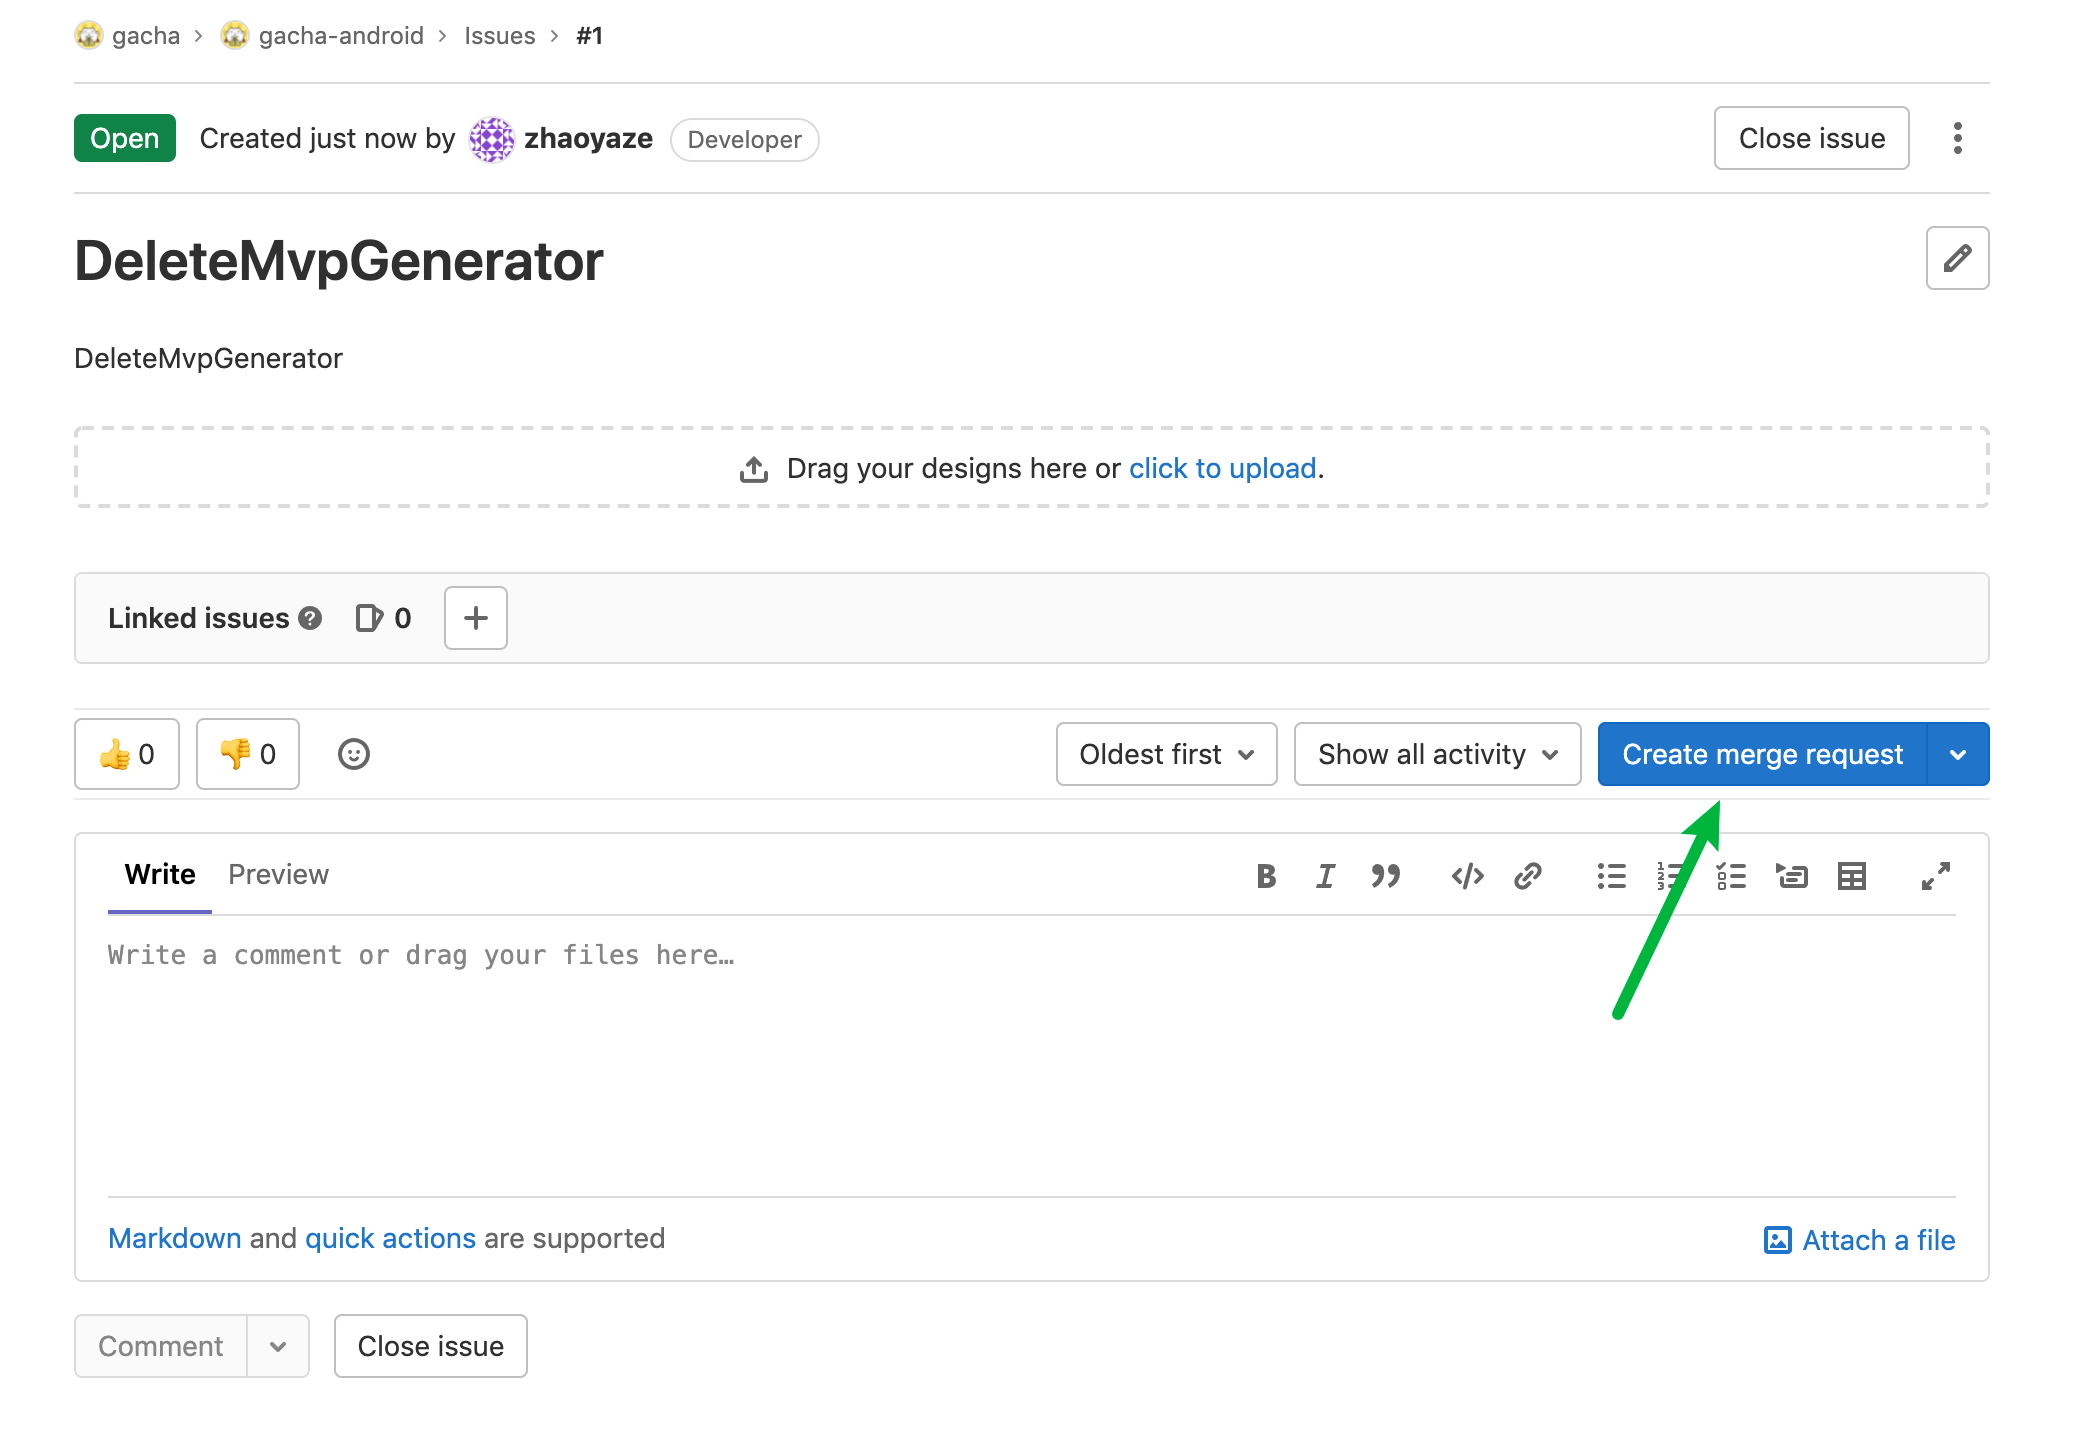 gacha > gacha-android > Issues > #1
Open Created just now by zhaoyaze Developer Close issue
DeleteMvpGenerator
DeleteMvpGenerator
Drag your designs here or click to upload.
Linked issues 0
0 0 Oldest first Show all activity Create merge request
Write Preview
Write a comment or drag your files here…
Markdown and quick actions are supported Attach a file
Comment Close issue